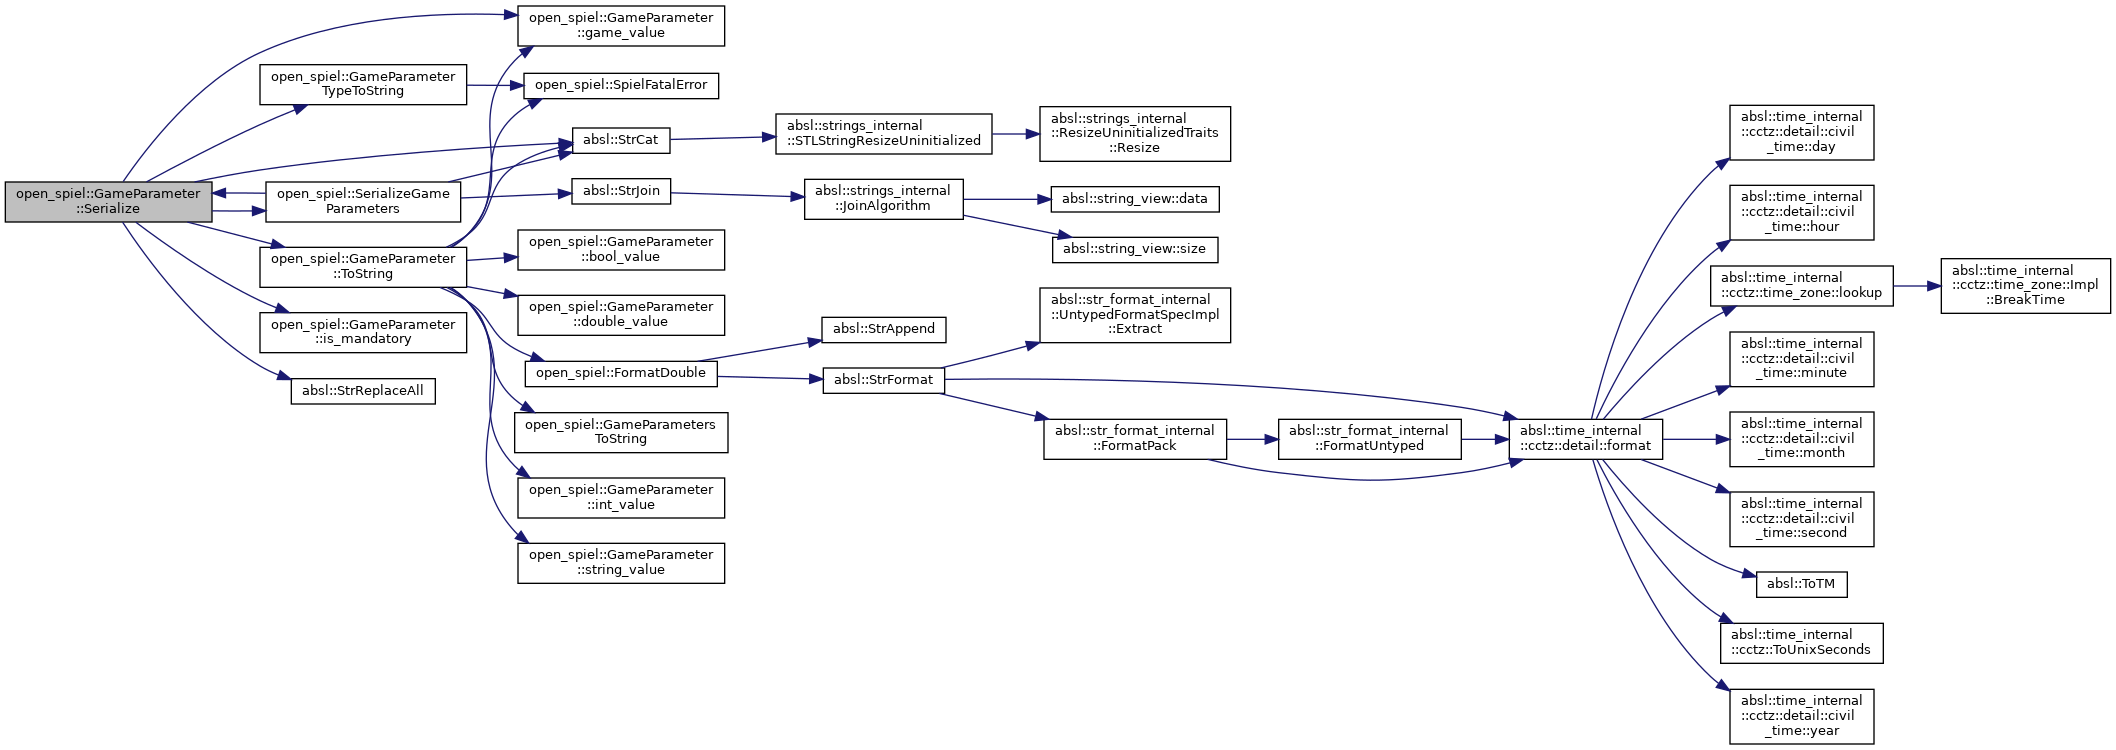 open_spiel::GameParameter
::Serialize
open_spiel::GameParameter
::game_value
open_spiel::GameParameter
TypeToString
open_spiel::SpielFatalError
absl::StrCat
absl::strings_internal
::STLStringResizeUninitialized
absl::strings_internal
::ResizeUninitializedTraits
::Resize
open_spiel::SerializeGame
Parameters
absl::StrJoin
absl::strings_internal
::JoinAlgorithm
absl::string_view::data
absl::string_view::size
open_spiel::GameParameter
::ToString
open_spiel::GameParameter
::bool_value
open_spiel::GameParameter
::double_value
open_spiel::GameParameter
::is_mandatory
absl::StrReplaceAll
open_spiel::FormatDouble
absl::StrAppend
absl::StrFormat
absl::str_format_internal
::UntypedFormatSpecImpl
::Extract
open_spiel::GameParameters
ToString
open_spiel::GameParameter
::int_value
open_spiel::GameParameter
::string_value
absl::str_format_internal
::FormatPack
absl::str_format_internal
::FormatUntyped
absl::time_internal
::cctz::detail::format
absl::time_internal
::cctz::detail::civil
_time::day
absl::time_internal
::cctz::detail::civil
_time::hour
absl::time_internal
::cctz::time_zone::lookup
absl::time_internal
::cctz::time_zone::Impl
::BreakTime
absl::time_internal
::cctz::detail::civil
_time::minute
absl::time_internal
::cctz::detail::civil
_time::month
absl::time_internal
::cctz::detail::civil
_time::second
absl::ToTM
absl::time_internal
::cctz::ToUnixSeconds
absl::time_internal
::cctz::detail::civil
_time::year